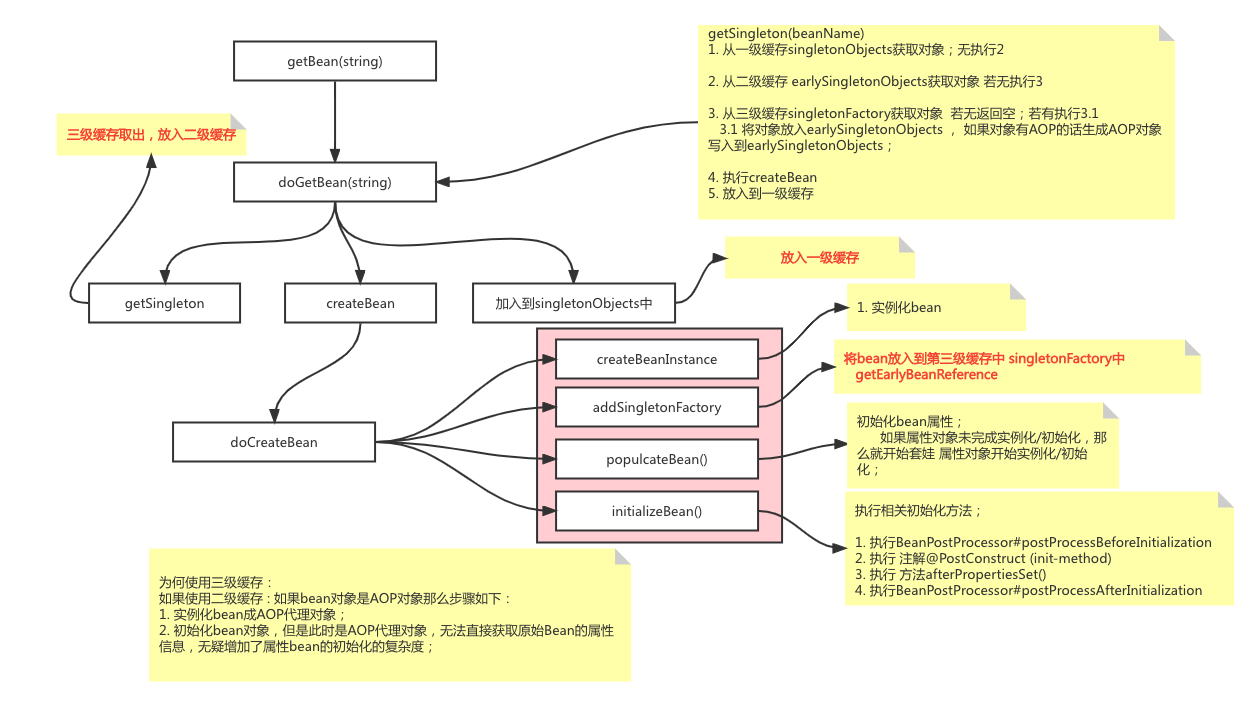 getBean(string)
getSingleton(beanName)
1. 从一级缓存singletonObjects获取对象；无执行2
2. 从二级缓存 earlySingletonObjects获取对象 若无执行3
3. 从三级缓存singletonFactory获取对象  若无返回空；若有执行3.1
3.1 将对象放入earlySingletonObjects ， 如果对象有AOP的话生成AOP对象
写入到earlySingletonObjects；
4. 执行createBean
5. 放入到一级缓存
三级缓存取出，放入二级缓存
doGetBean(string)
放入一级缓存
getSingleton
createBean
加入到singletonObjects中
1. 实例化bean
createBeanInstance
将bean放入到第三级缓存中 singletonFactory中
getEarlyBeanReference
addSingletonFactory
doCreateBean
初始化bean属性；
如果属性对象未完成实例化/初始化，那
么就开始套娃 属性对象开始实例化/初始
化；
populcateBean()
initializeBean()
执行相关初始化方法；
1. 执行BeanPostProcessor#postProcessBeforeInitialization
2. 执行 注解@PostConstruct (init-method)
3. 执行 方法afterPropertiesSet()
4. 执行BeanPostProcessor#postProcessAfterInitialization
为何使用三级缓存：
如果使用二级缓存 : 如果bean对象是AOP对象那么步骤如下：
1. 实例化bean成AOP代理对象；
2. 初始化bean对象，但是此时是AOP代理对象，无法直接获取原始Bean的属性
信息，无疑增加了属性bean的初始化的复杂度；